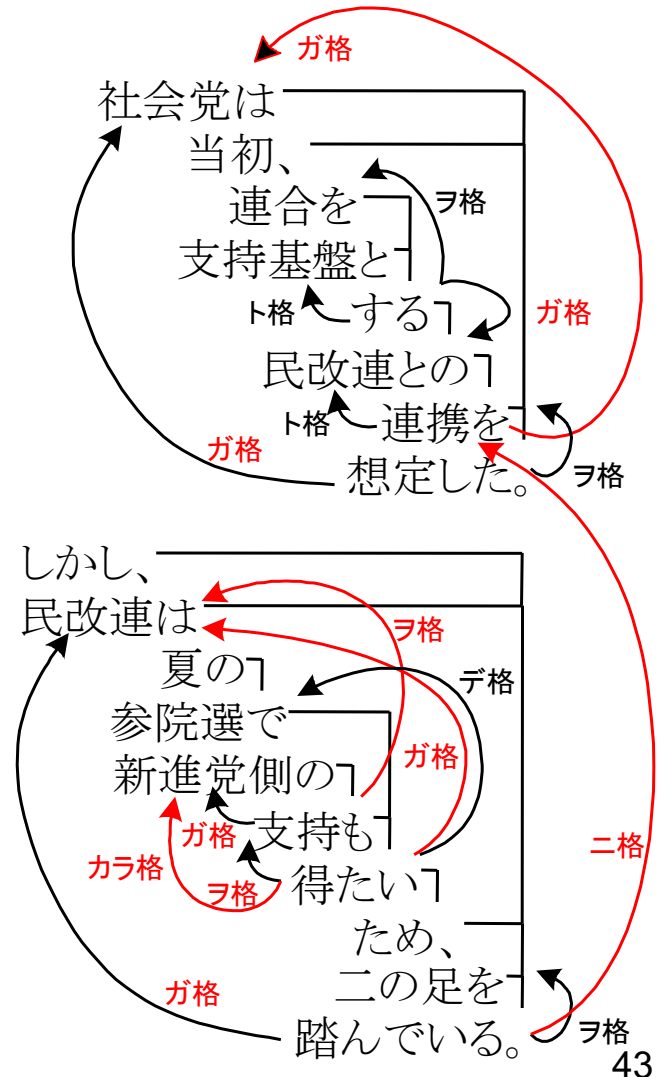 ガ格
社会党は
当初、
連合を
ヲ格
支持基盤と
ト格
する
ガ格
民改連との
ト格
連携を
ガ格
想定した。
ヲ格
しかし、
民改連は
ヲ格
夏の
デ格
参院選で
ガ格
新進党側の
ガ格
支持も
ニ格
カラ格
ヲ格
得たい
ため、
ガ格
二の足を
踏んでいる。
ヲ格
43